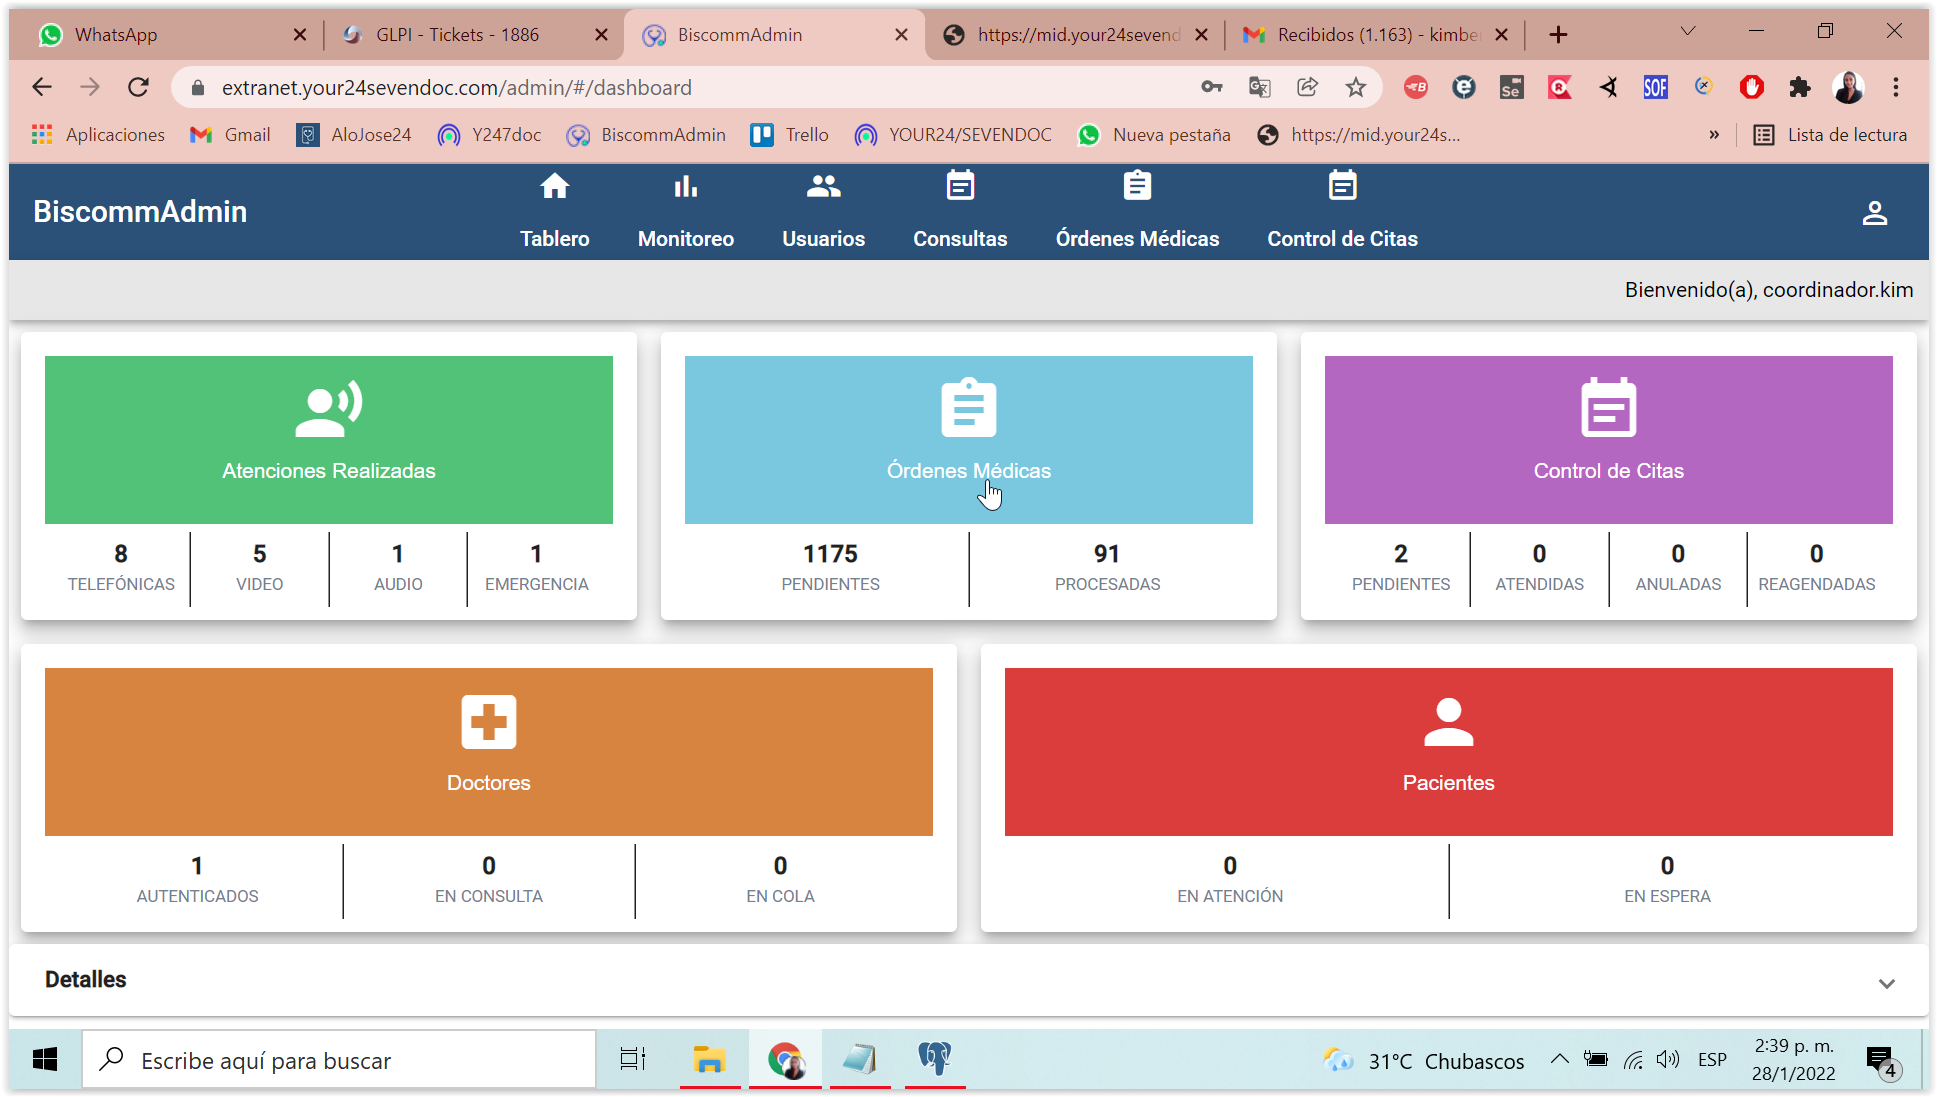 WhatsApp
GLPI - Tickets - 1886
BiscommAdmin
https://mid.your24sevend
Recibidos (1.163) - kimbe
extranet.your24sevendoc.com/admin/#/dashboard
Se
SOF
Aplicaciones
Gmail
AloJose24
Y247doc
BiscommAdmin
Trello
YOUR24/SEVENDOC
Nueva pestaña
https://mid.your24s...
»
Lista de lectura
BiscommAdmin
Tablero
Monitoreo
Usuarios
Consultas
Órdenes Médicas
Control de Citas
Bienvenido(a), coordinador.kim
Atenciones Realizadas
8
TELEFÓNICAS
5
VIDEO
1
AUDIO
1
EMERGENCIA
Órdenes Médicas
1175
PENDIENTES
91
PROCESADAS
Control de Citas
2
PENDIENTES
0
ATENDIDAS
0
ANULADAS
0
REAGENDADAS
Doctores
1
AUTENTICADOS
0
EN CONSULTA
0
EN COLA
Pacientes
0
EN ATENCIÓN
0
EN ESPERA
Detalles
Escribe aquí para buscar
31°C Chubascos
ESP
2:39 p. m.
28/1/2022
4